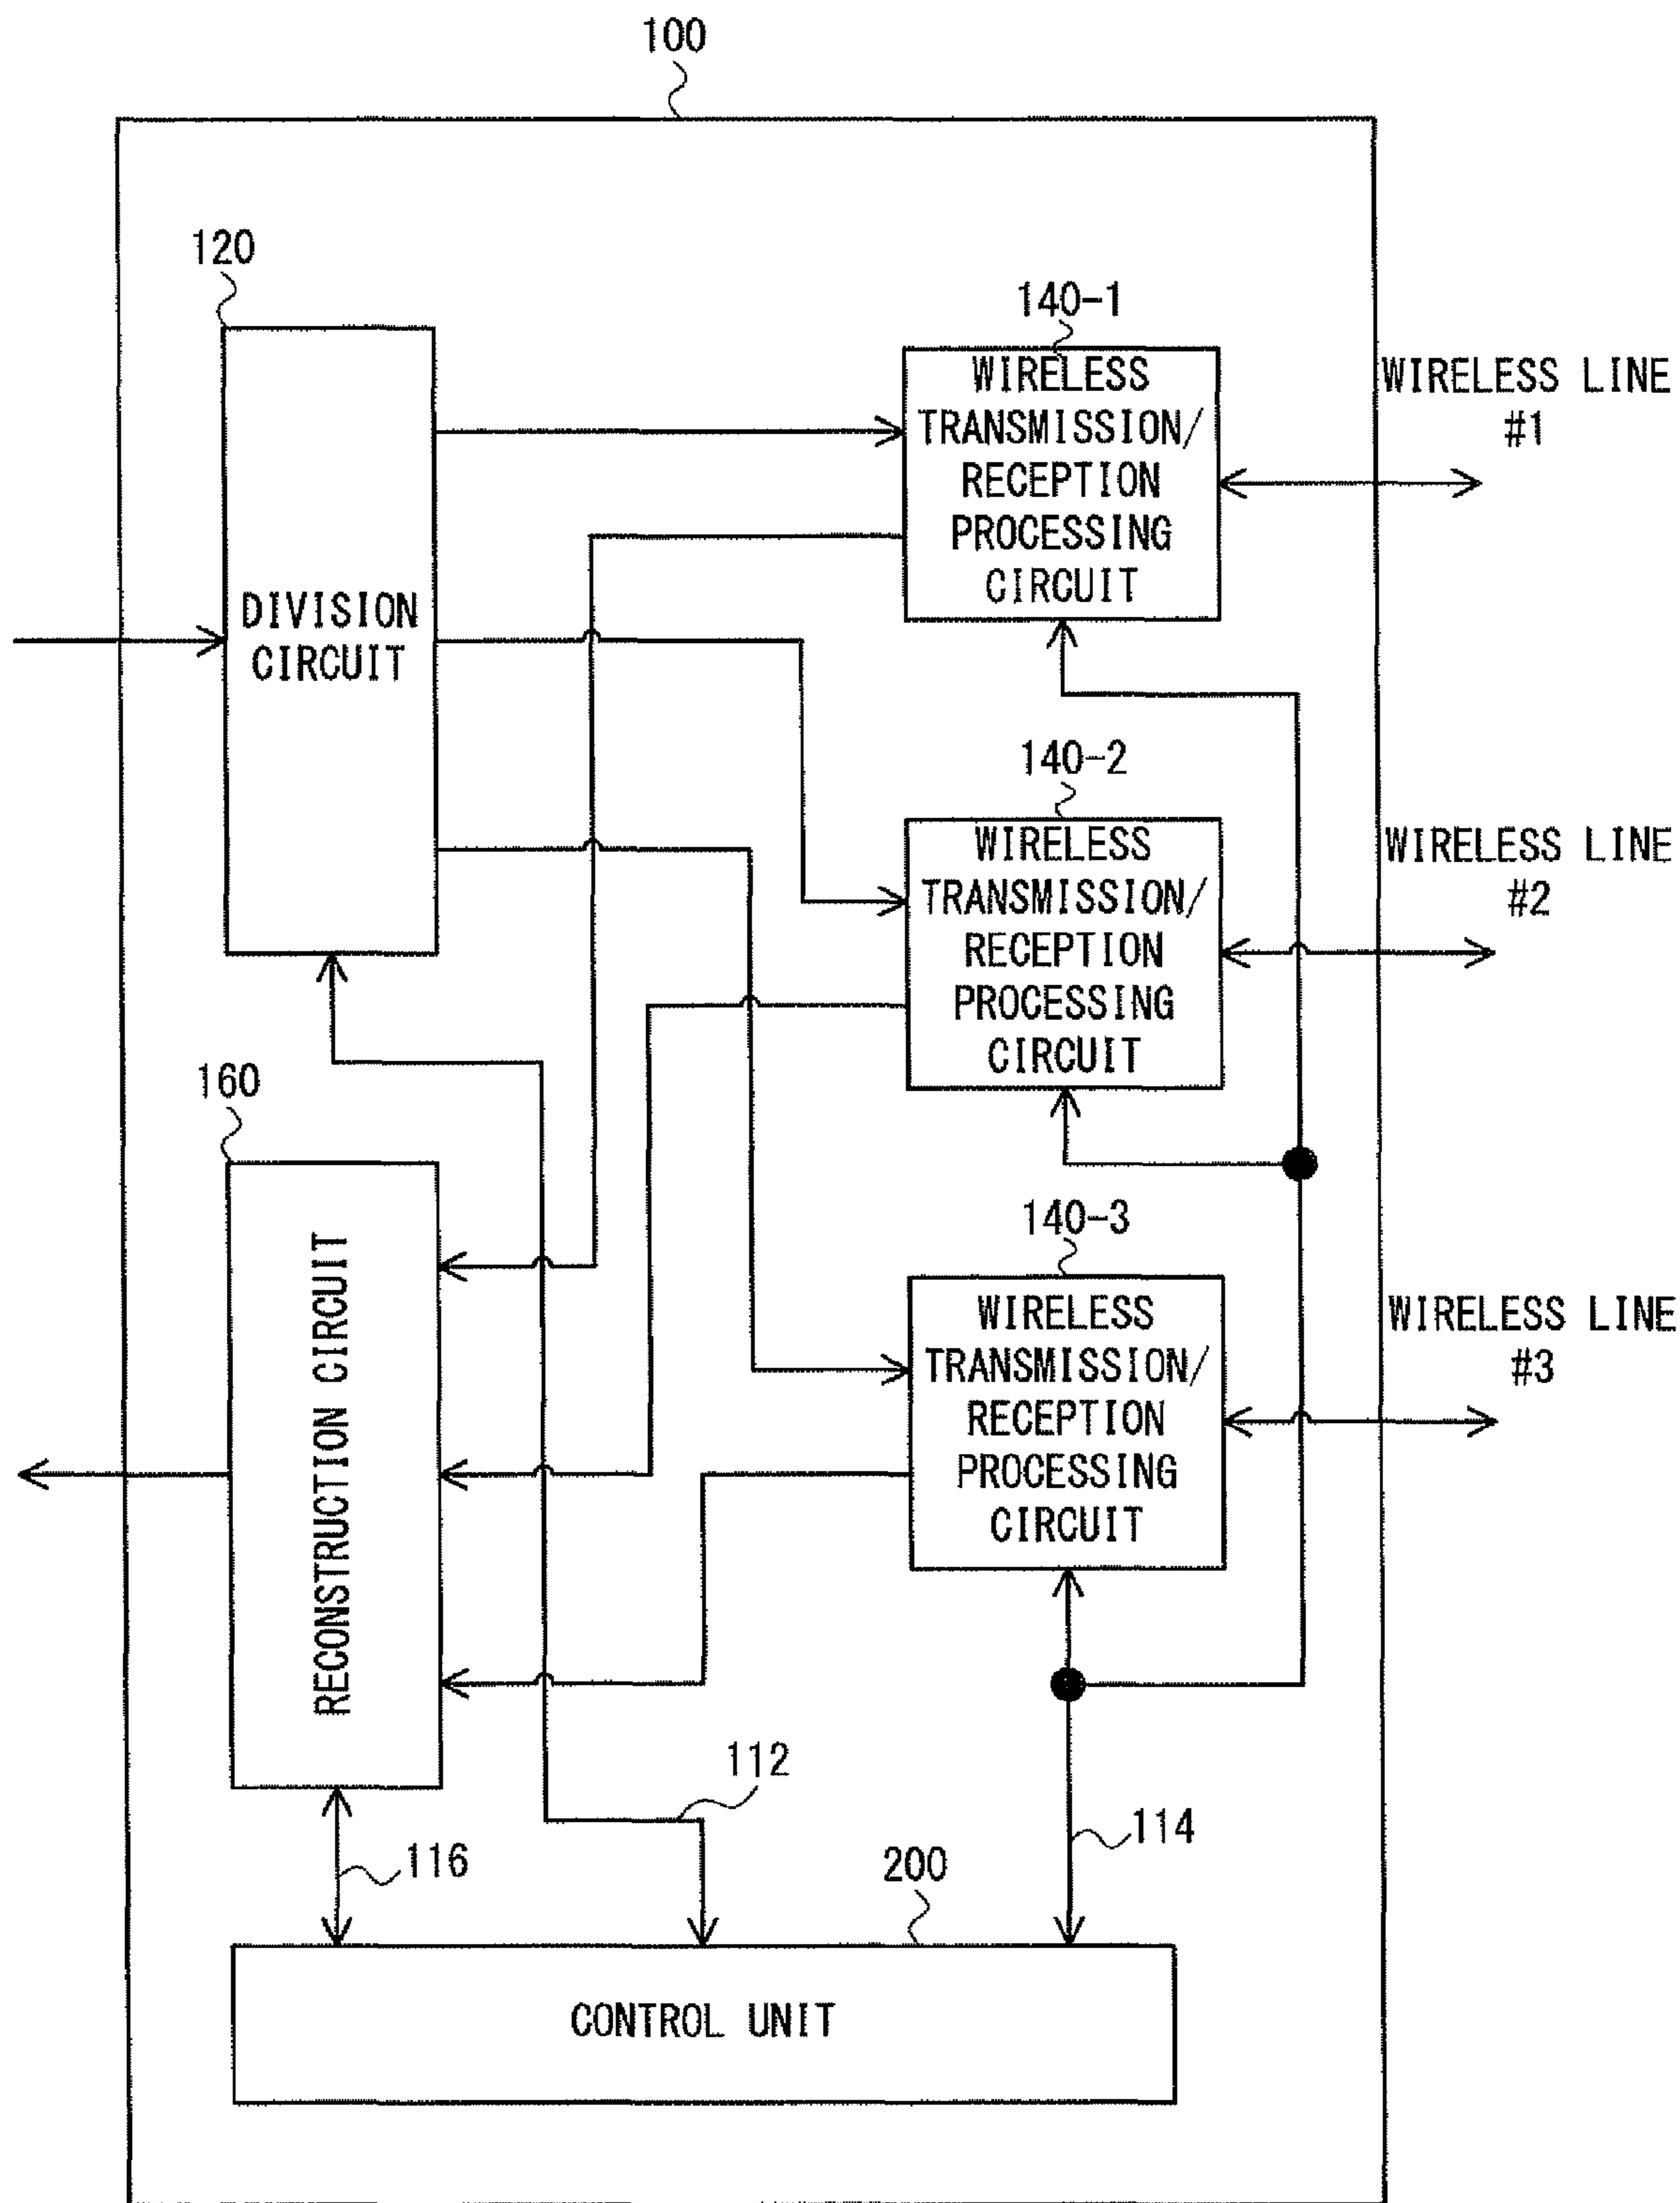 100
120
DIVISION
CIRCUIT
140-1
WIRELESS
TRANSMISSION/
RECEPTION
PROCESSING
CIRCUIT
WIRELESS LINE
#1
140-2
WIRELESS
TRANSMISSION/
RECEPTION
PROCESSING
CIRCUIT
WIRELESS LINE
#2
160
RECONSTRUCTION CIRCUIT
140-3
WIRELESS
TRANSMISSION/
RECEPTION
PROCESSING
CIRCUIT
WIRELESS LINE
#3
112
114
116
200
CONTROL UNIT